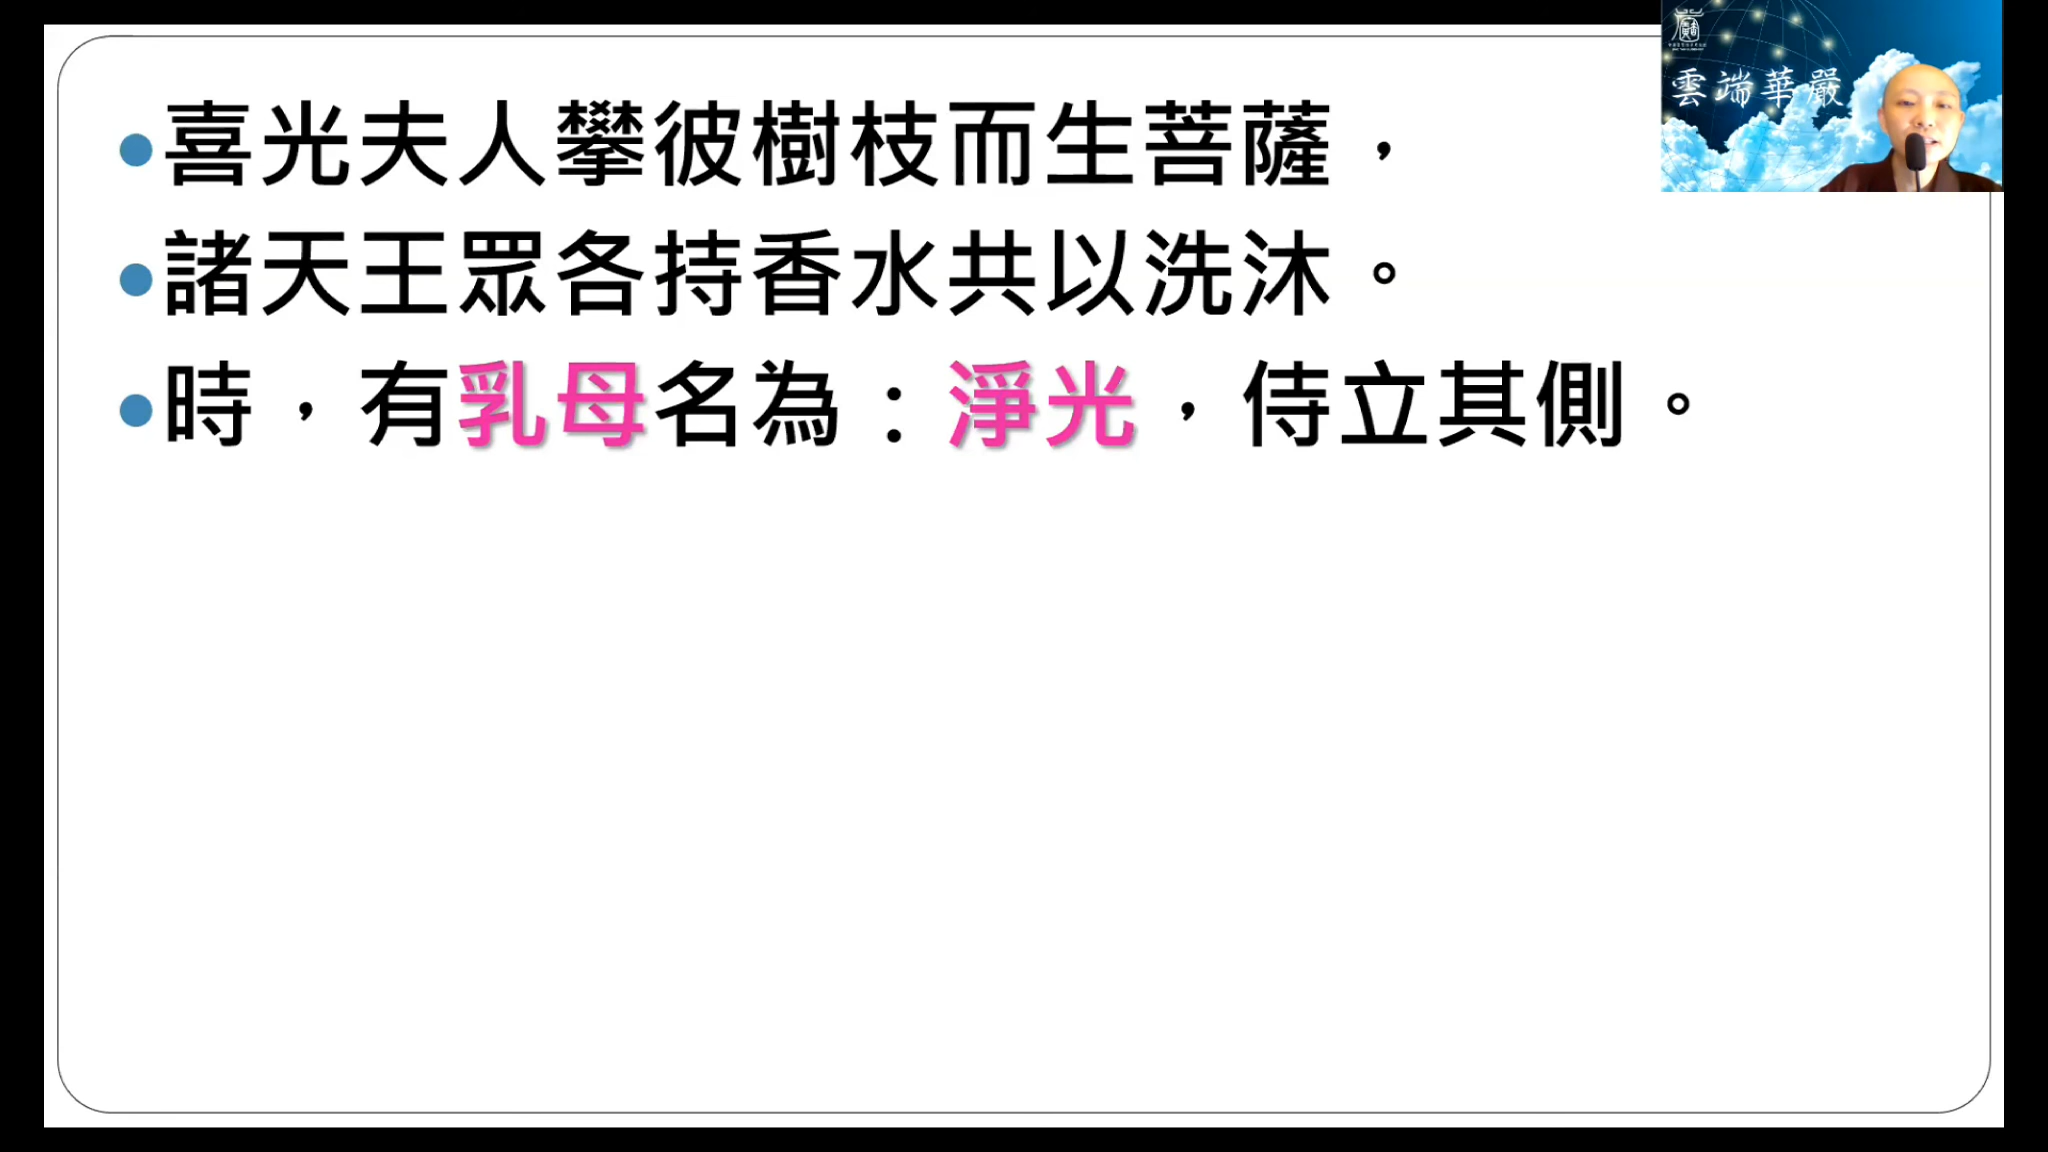 喜光夫人攀彼樹枝而生菩薩，
諸天王眾各持香水共以洗沐。
時，有乳母名為：淨光，侍立其側。
雲端華嚴